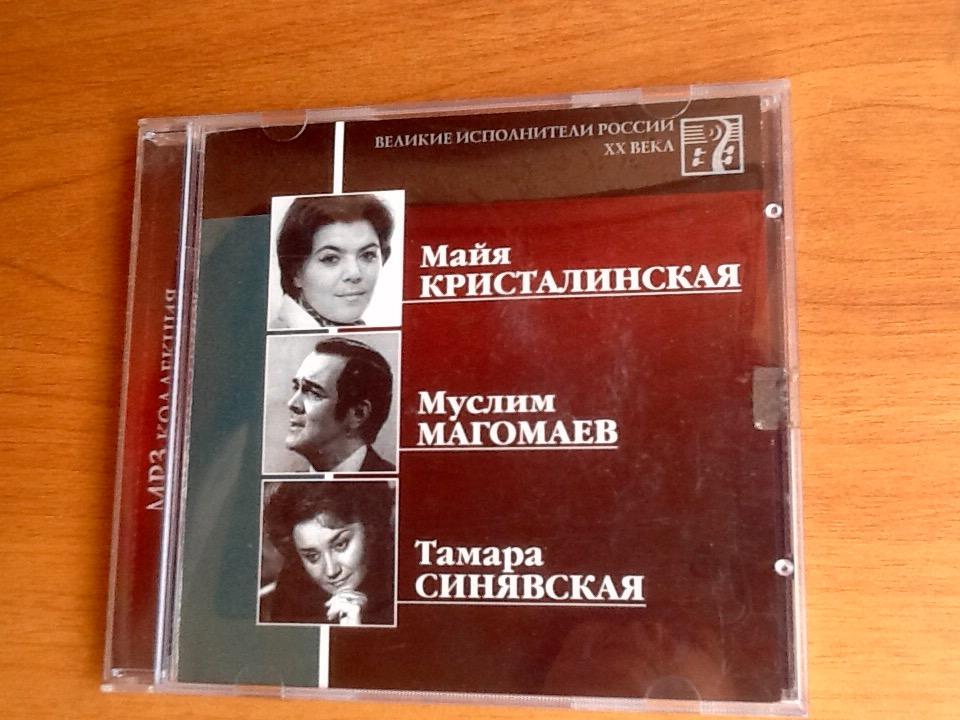 ВЕЛИКИЕ ИСПОЛНИТЕЛИ РОССИИ
XX ВЕКА
Майя
КРИСТАЛИНСКАЯ
Муслим
МАГОМАЕВ
Тамара
СИНЯВСКАЯ
MP3 КОЛЛЕКЦИЯ